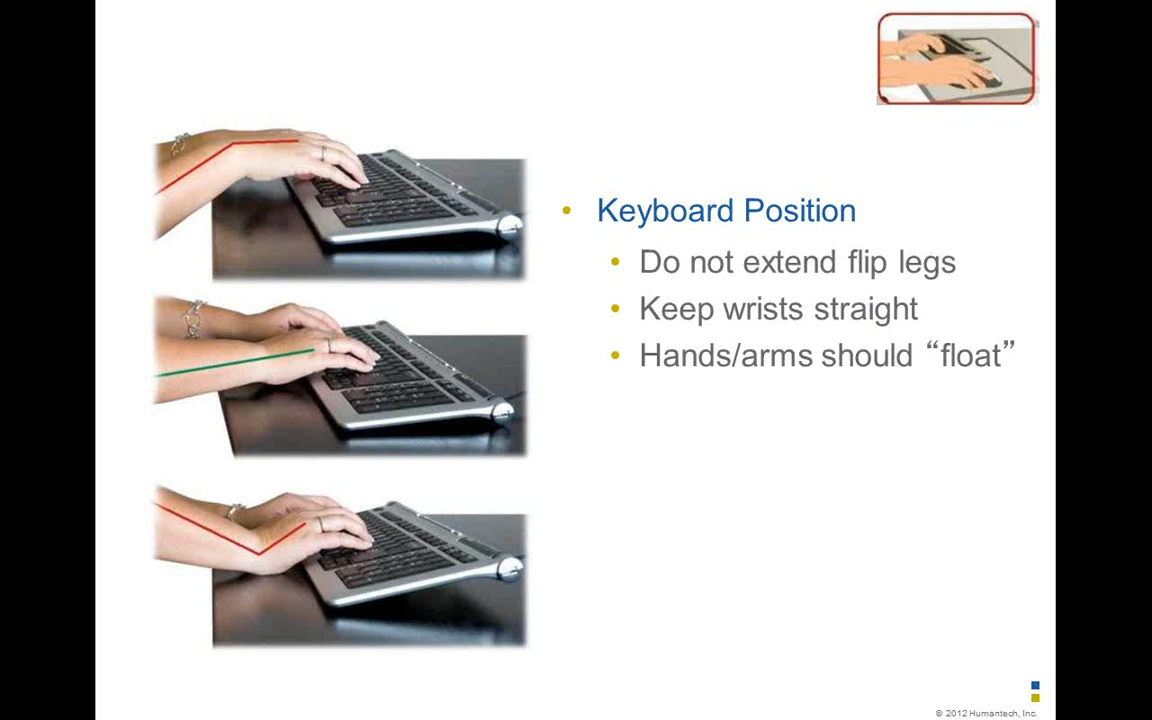 • Keyboard Position
• Do not extend flip legs
• Keep wrists straight
• Hands/arms should “float”
© 2012 Humantech, Inc.